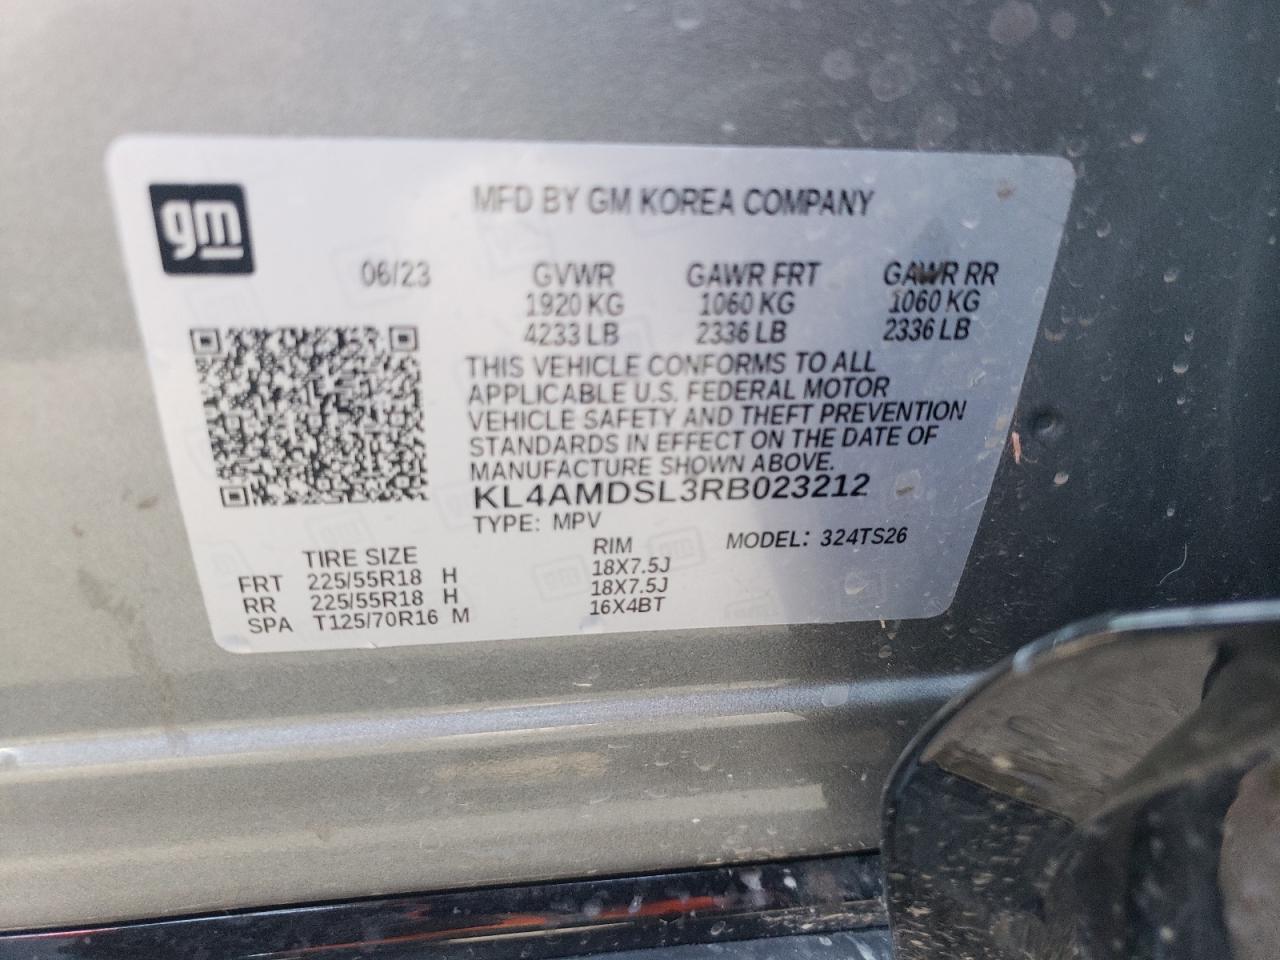 gm
MFD BY GM KOREA COMPANY
06/23 GVWR GAWR FRT GAWR RR
1920 KG 1060 KG 1060 KG
4233 LB 2336 LB 2336 LB
THIS VEHICLE CONFORMS TO ALL
APPLICABLE U.S. FEDERAL MOTOR
VEHICLE SAFETY AND THEFT PREVENTION
STANDARDS IN EFFECT ON THE DATE OF
MANUFACTURE SHOWN ABOVE.
KL4AMDSL3RB023212
TYPE: MPV MODEL: 324TS26
TIRE SIZE RIM
FRT 225/55R18 H 18X7.5J
RR 225/55R18 H 18X7.5J
SPA T125/70R16 M 16X4BT